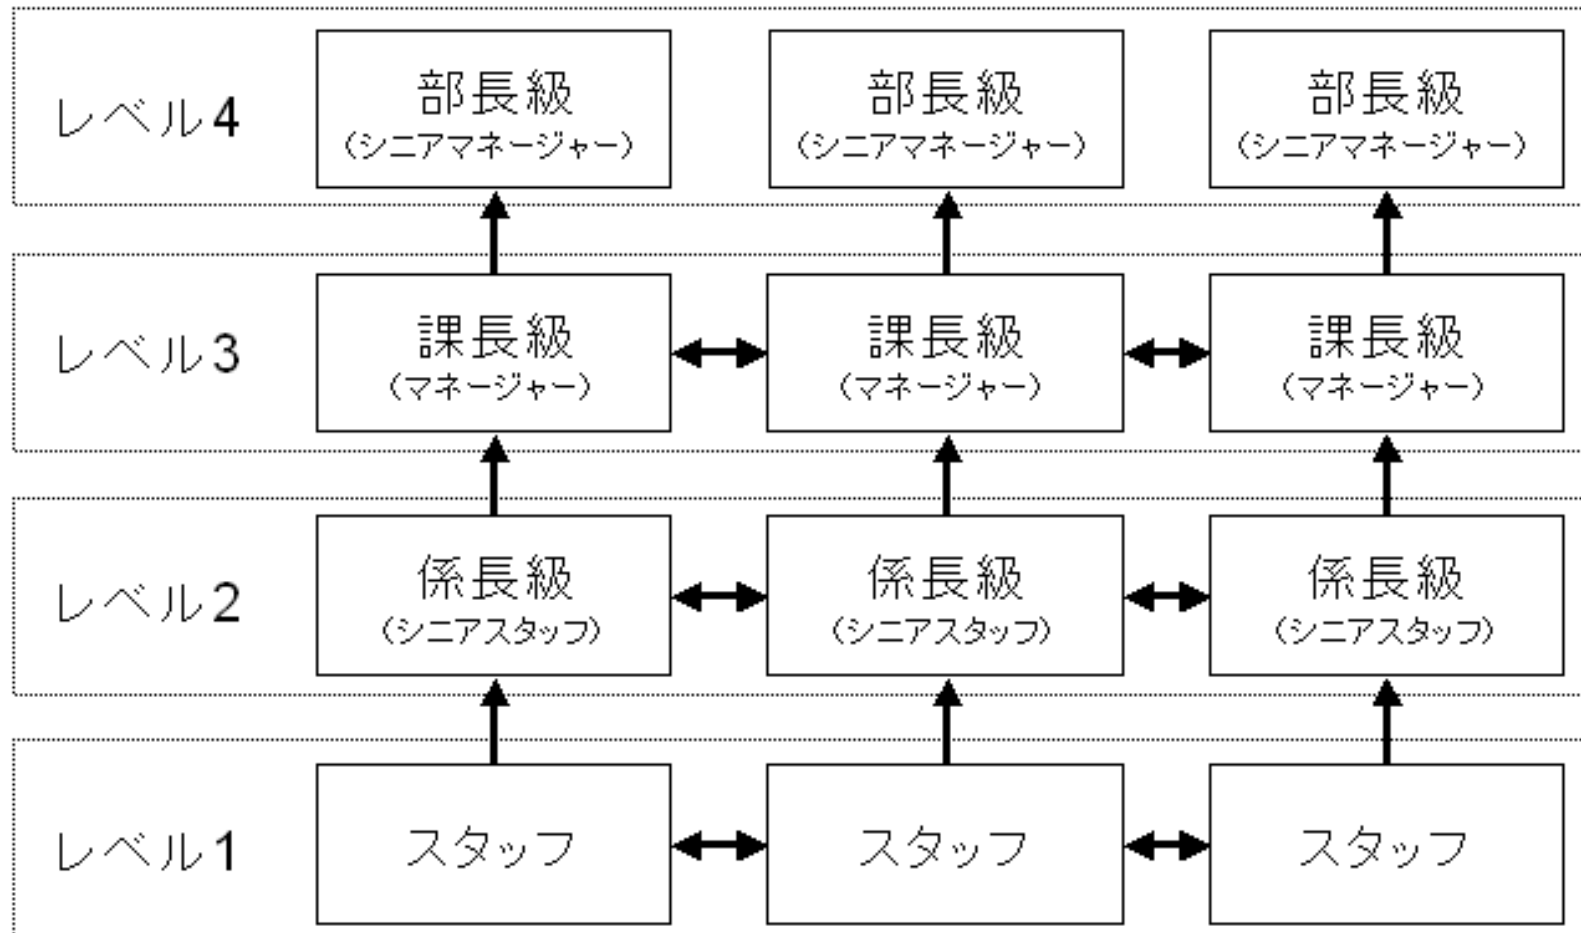 レベル4
部長級
(シニアマネージャー)
部長級
(シニアマネージャー)
部長級
(シニアマネージャー)
レベル3
課長級
(マネージャー)
課長級
(マネージャー)
課長級
(マネージャー)
レベル2
係長級
(シニアスタッフ)
係長級
(シニアスタッフ)
係長級
(シニアスタッフ)
レベル1
スタッフ
スタッフ
スタッフ